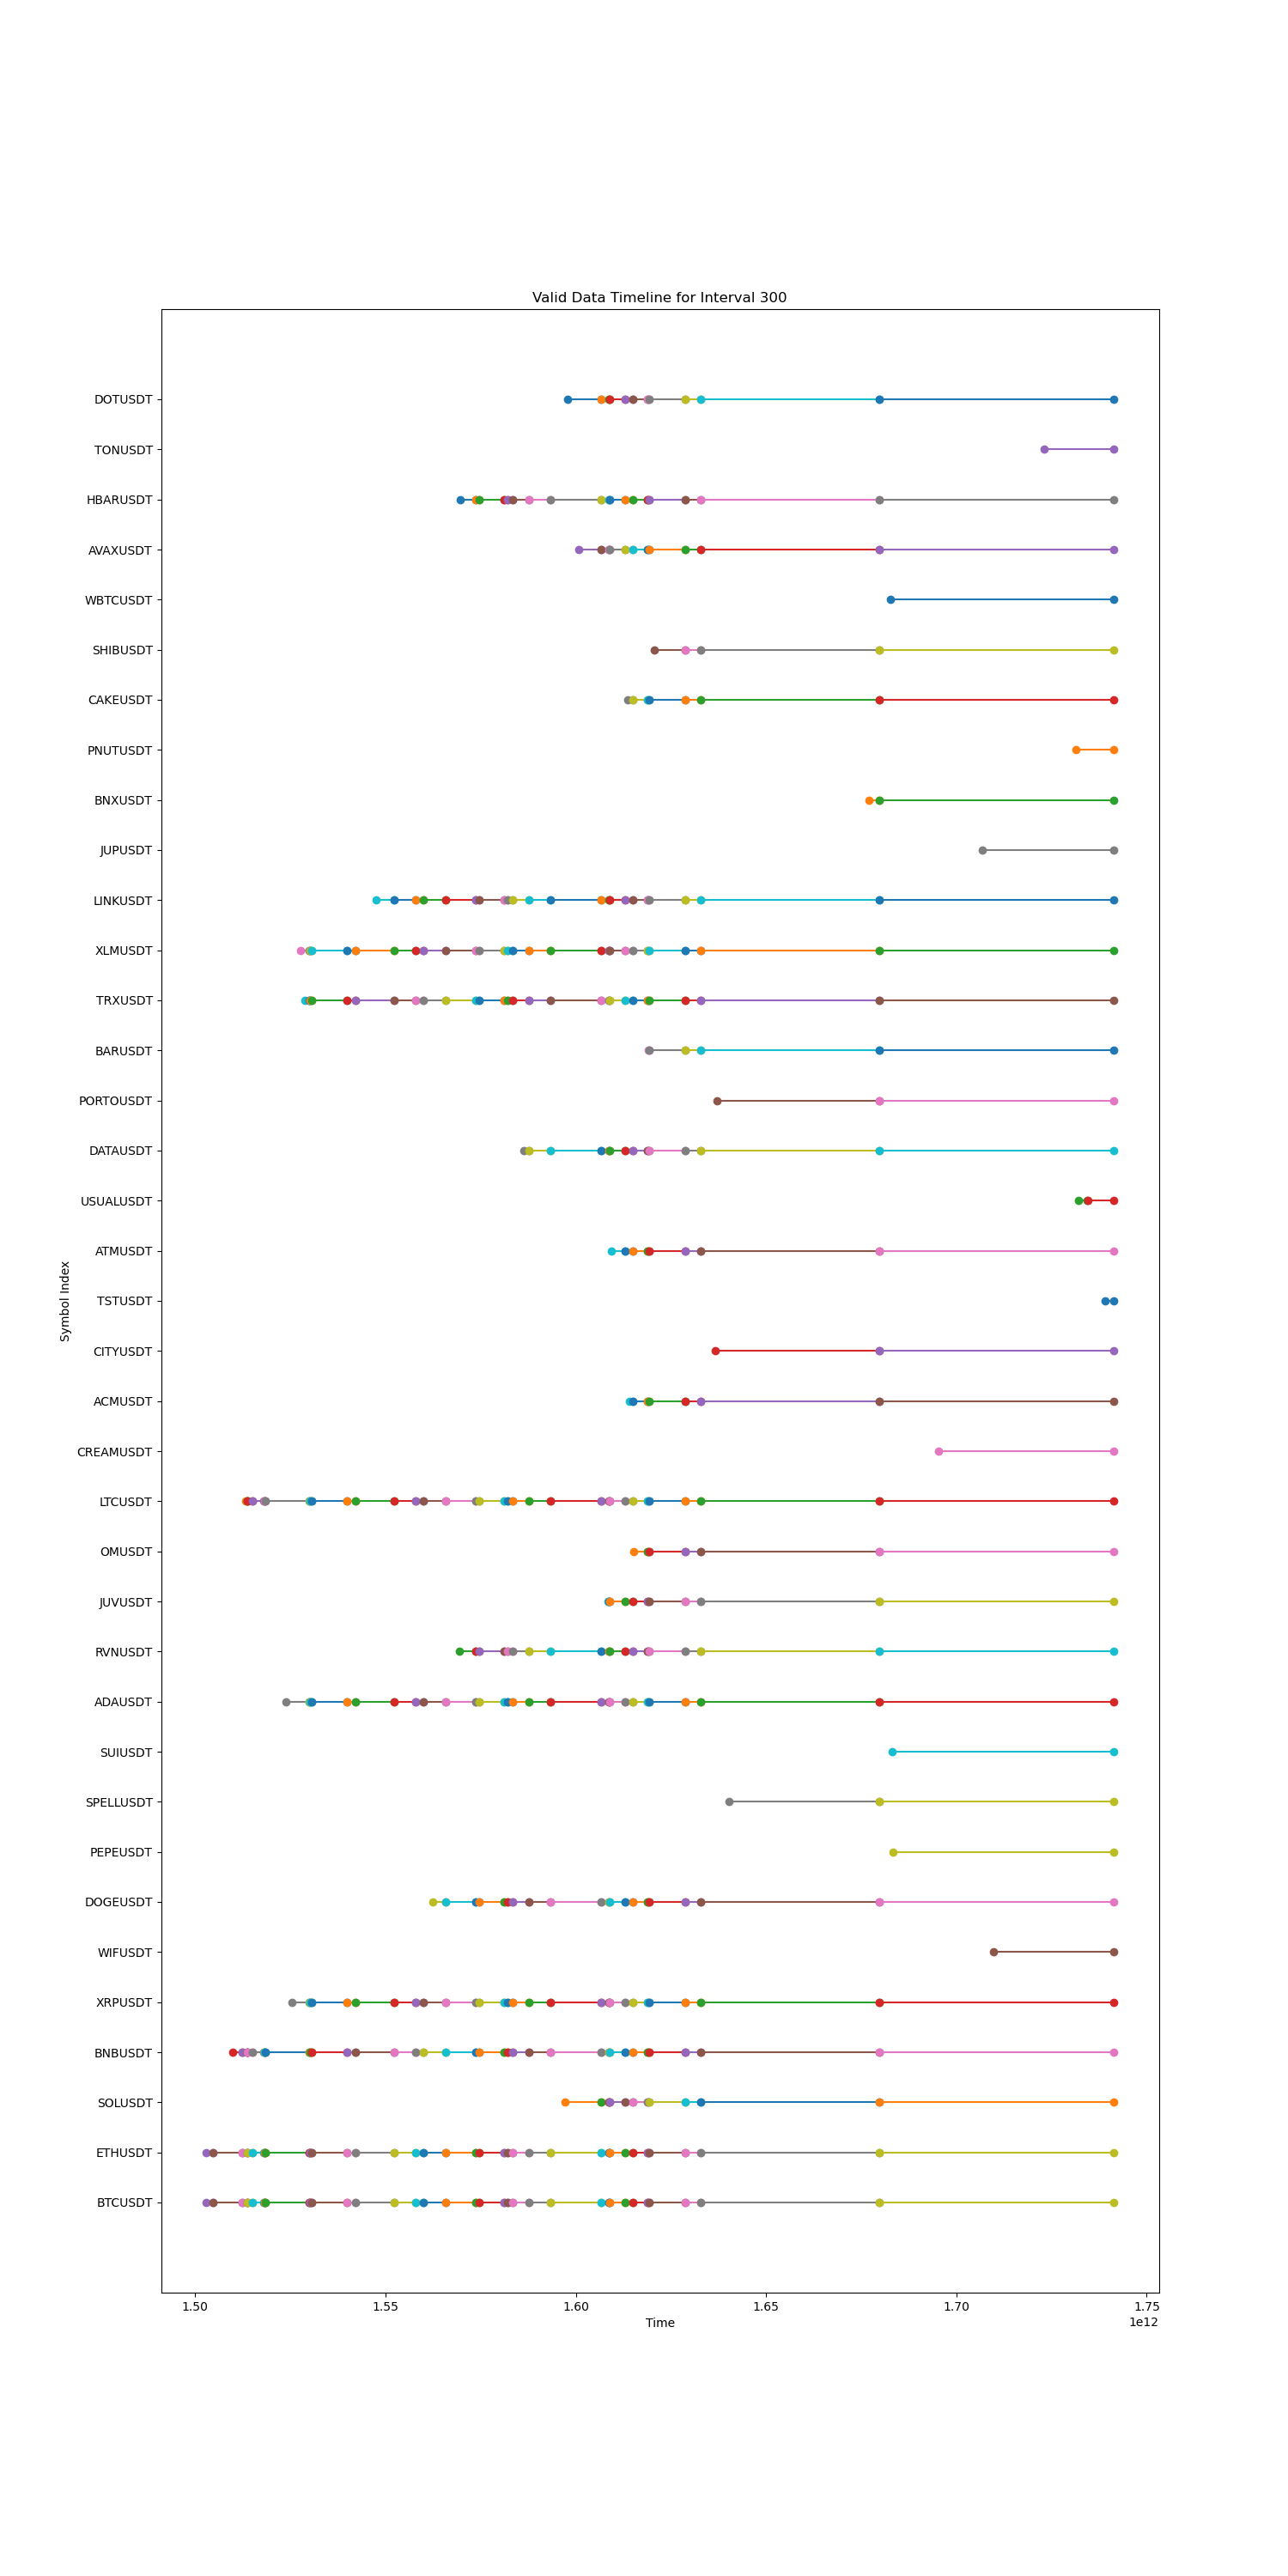 Valid Data Timeline for Interval 300
DOTUSDT
TONUSDT
HBARUSDT
AVAXUSDT
WBTCUSDT
SHIBUSDT
CAKEUSDT
PNUTUSDT
BNXUSDT
JUPUSDT
LINKUSDT
XLMUSDT
TRXUSDT
BARUSDT
PORTOUSDT
DATAUSDT
USUALUSDT
ATMUSDT
TSTUSDT
CITYUSDT
ACMUSDT
CREAMUSDT
LTCUSDT
OMUSDT
JUVUSDT
RVNUSDT
ADAUSDT
SUIUSDT
SPELLUSDT
PEPEUSDT
DOGEUSDT
WIFUSDT
XRPUSDT
BNBUSDT
SOLUSDT
ETHUSDT
BTCUSDT
Symbol Index
1.50 1.55 1.60 1.65 1.70 1.75
1e12
Time